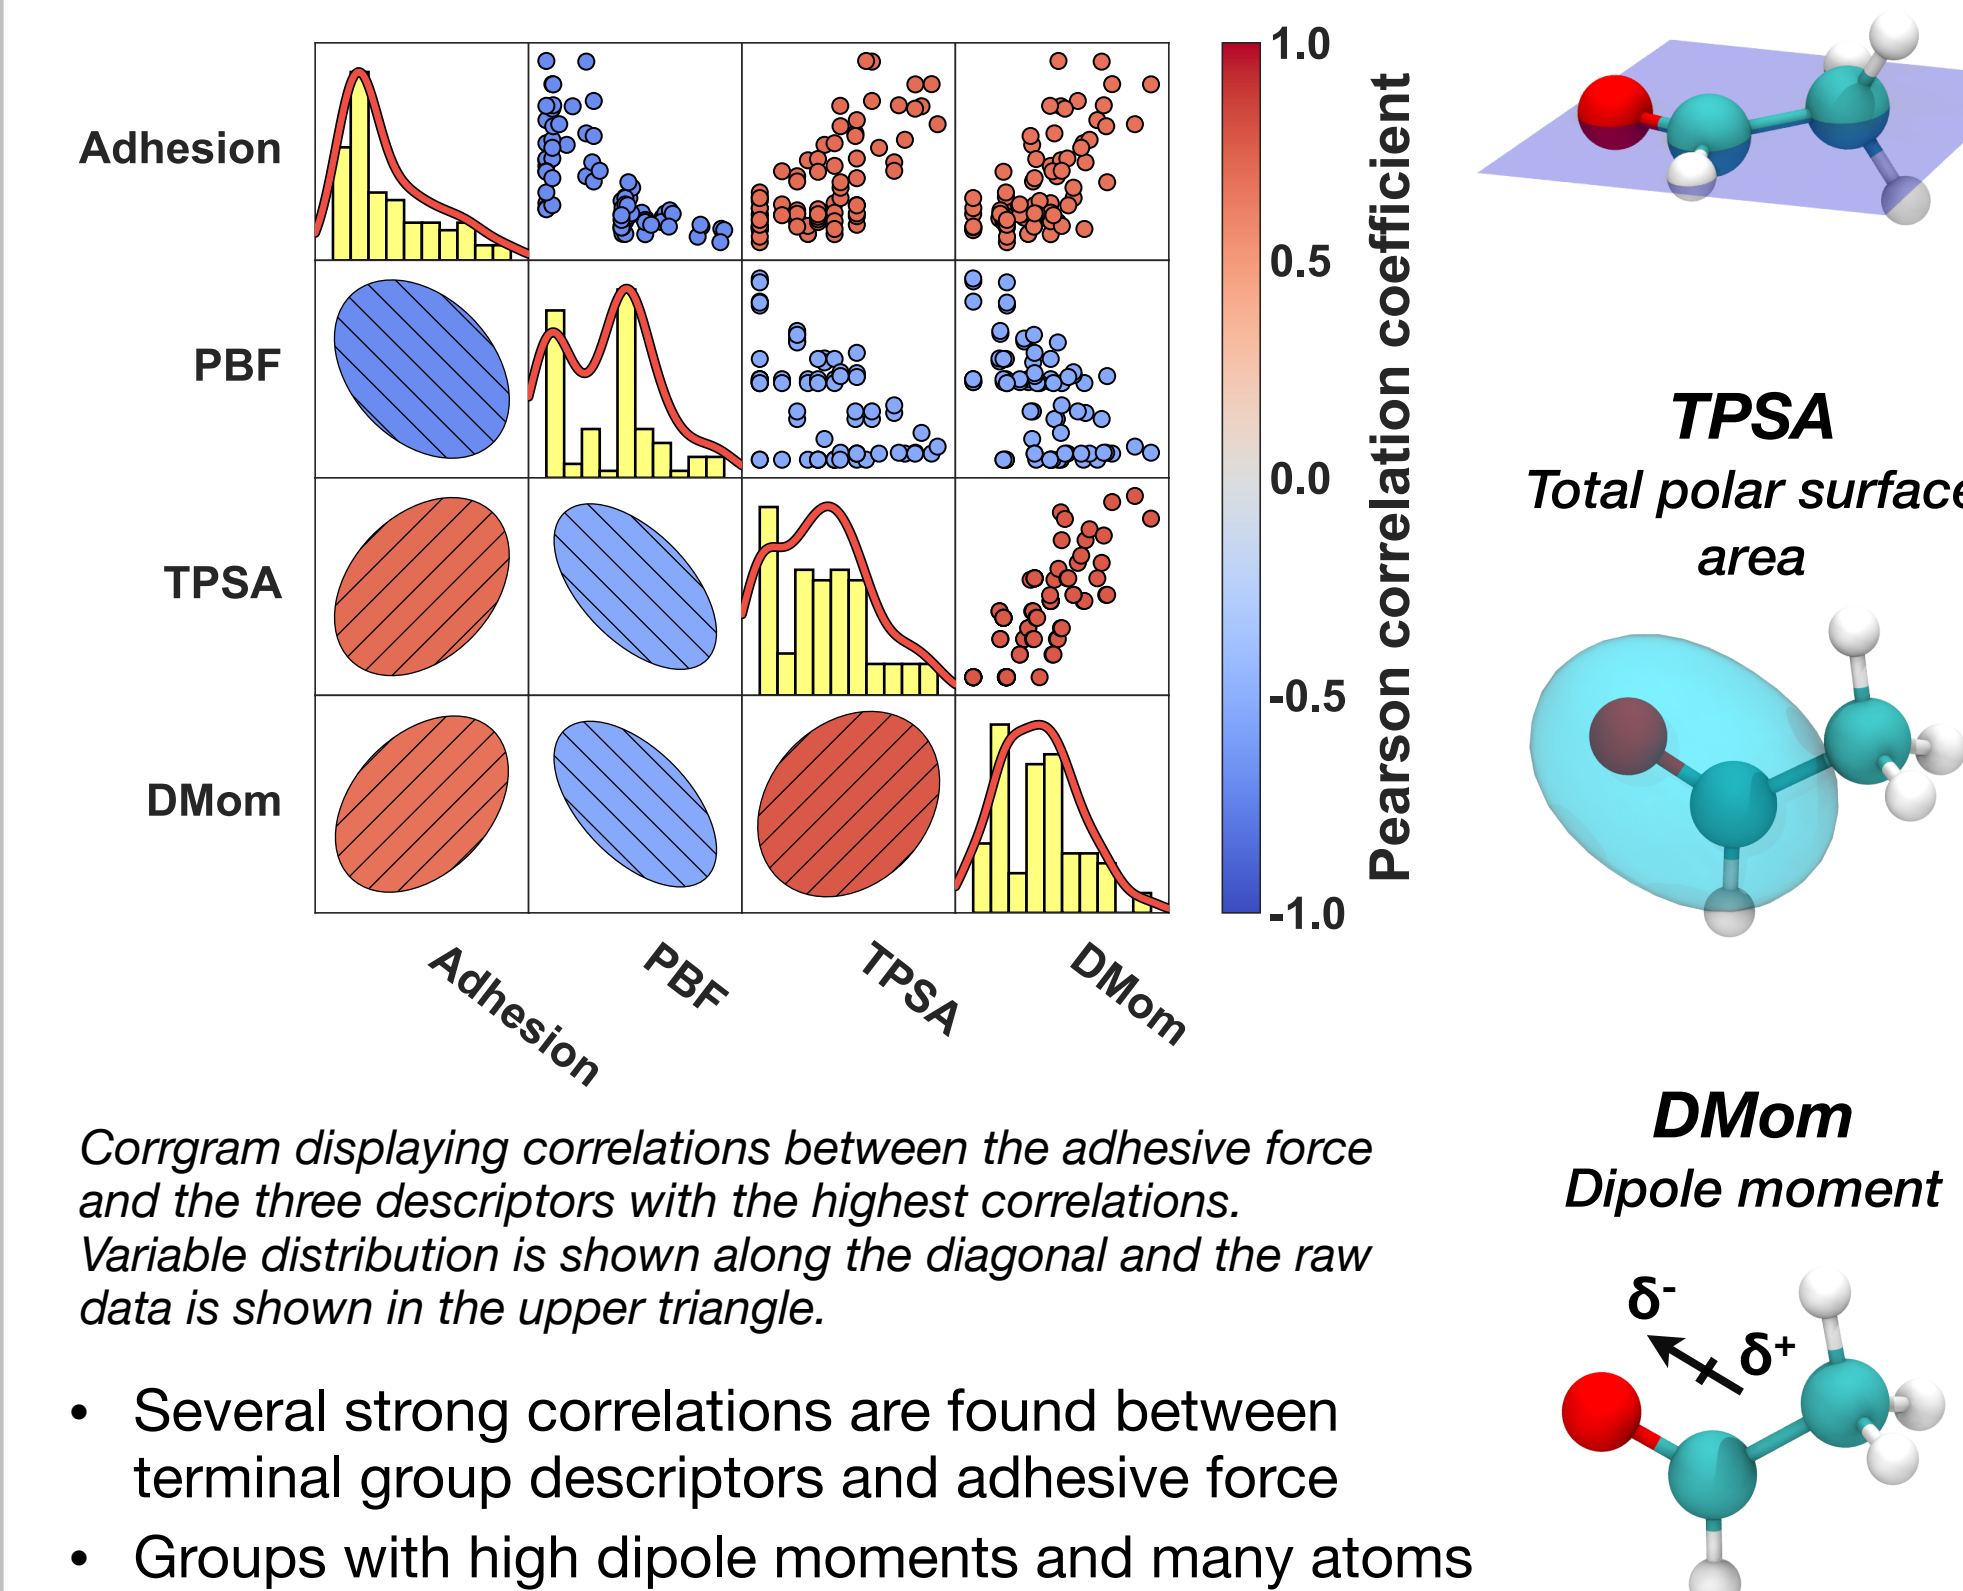 Adhesion
PBF
TPSA
DMom
Adhesion
PBF
TPSA
DMom
1.0
0.5
0.0
-0.5
-1.0
Pearson correlation coefficient
Corrgram displaying correlations between the adhesive force
and the three descriptors with the highest correlations.
Variable distribution is shown along the diagonal and the raw
data is shown in the upper triangle.
• Several strong correlations are found between
terminal group descriptors and adhesive force
• Groups with high dipole moments and many atoms
TPSA
Total polar surface
area
DMom
Dipole moment
δ-
δ+